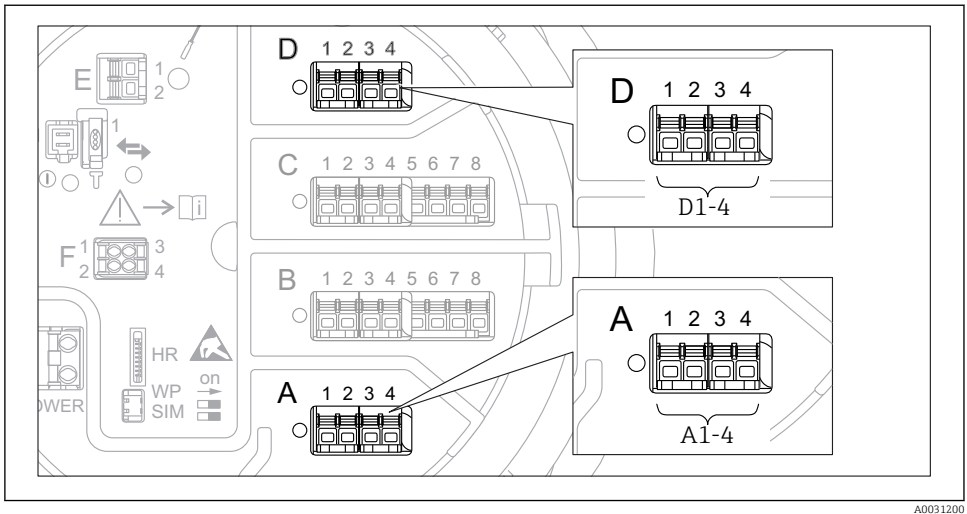 D 1 2 3 4
E 1
2
D 1 2 3 4
D1-4
1
C 1 2 3 4 5 6 7 8
i
F 1 3
2 4
B 1 2 3 4 5 6 7 8
A 1 2 3 4
A1-4
HR
on
WP
SIM
OWER
A 1 2 3 4
A0031200